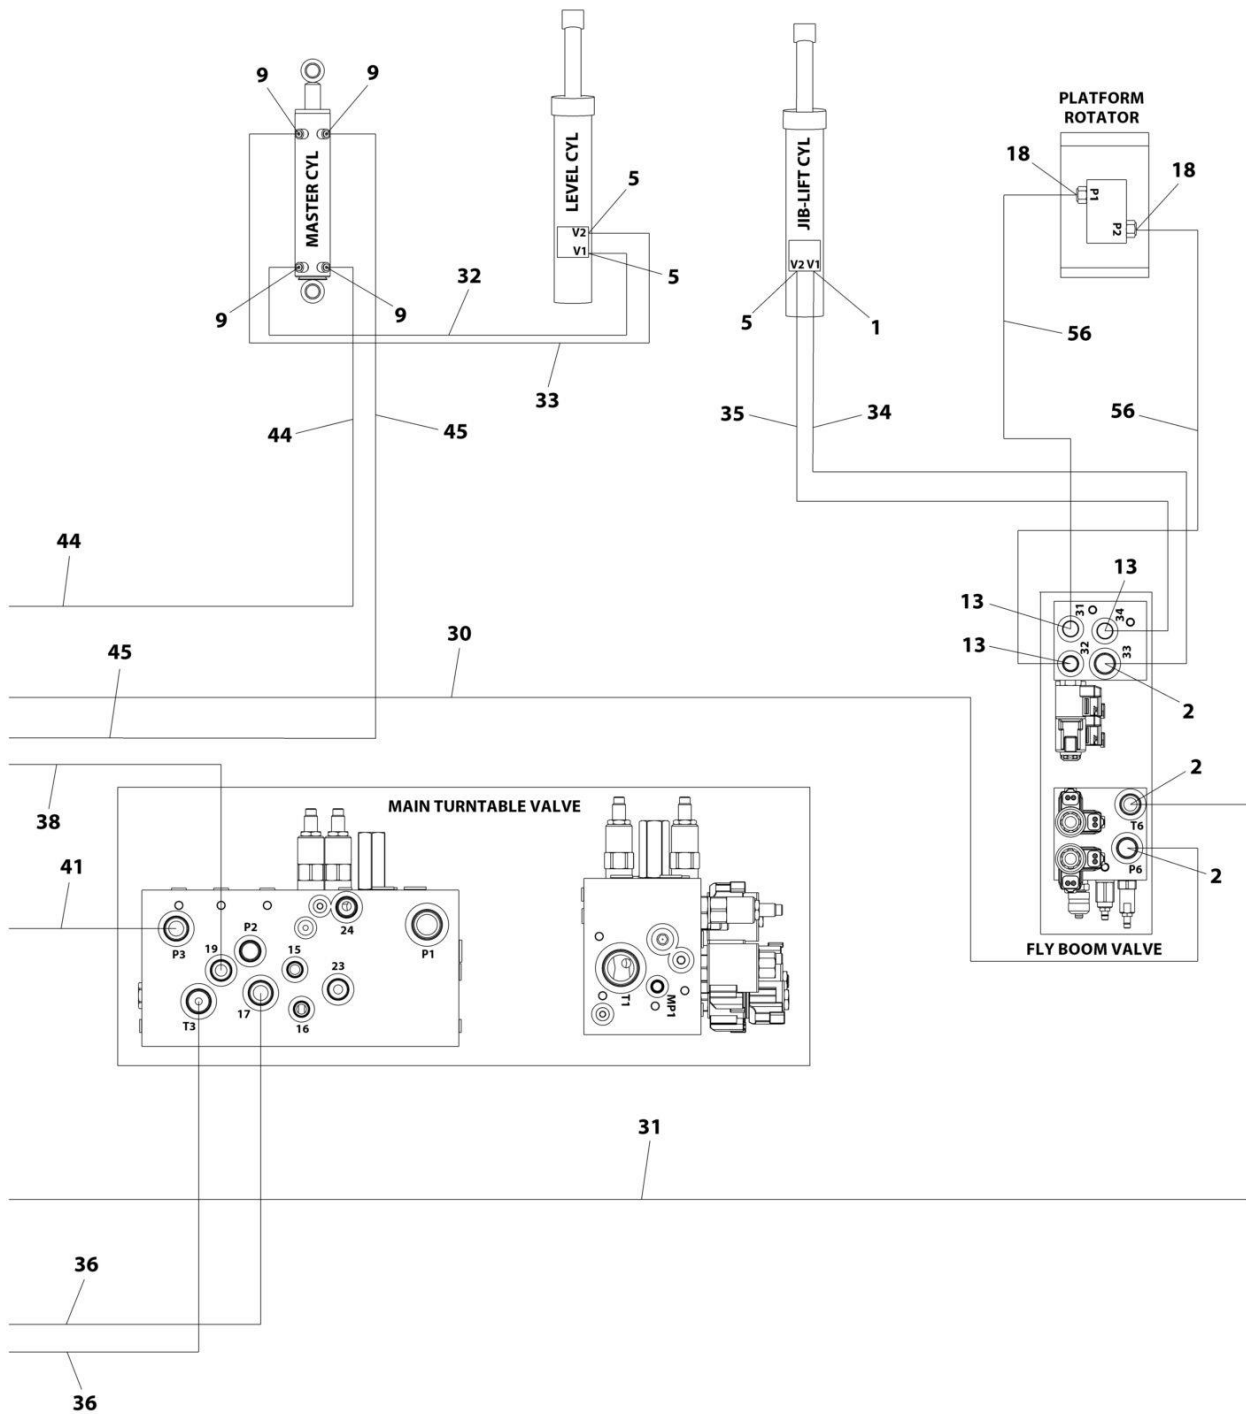 9
9
MASTER CYL
9
9
LEVEL CYL
V2
V1
5
5
32
33
JIB-LIFT CYL
V2 V1
5
1
PLATFORM
ROTATOR
18
P1
P2
18
56
56
44
45
35
34
44
45
30
13
13
13
31
34
32
33
2
2
T6
P6
2
FLY BOOM VALVE
38
41
MAIN TURNTABLE VALVE
24
P3
P2
P1
19
15
23
T3
17
16
T1
MP1
31
36
36